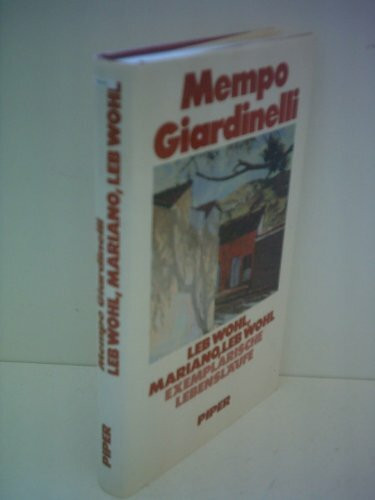 Mempo
Giardinelli
LEB WOHL,
MARIANO, LEB WOHL
EXEMPLARISCHE
LEBENSLÄUFE
PIPER
Mempo Giardinelli
LEB WOHL, MARIANO, LEB WOHL
PIPER